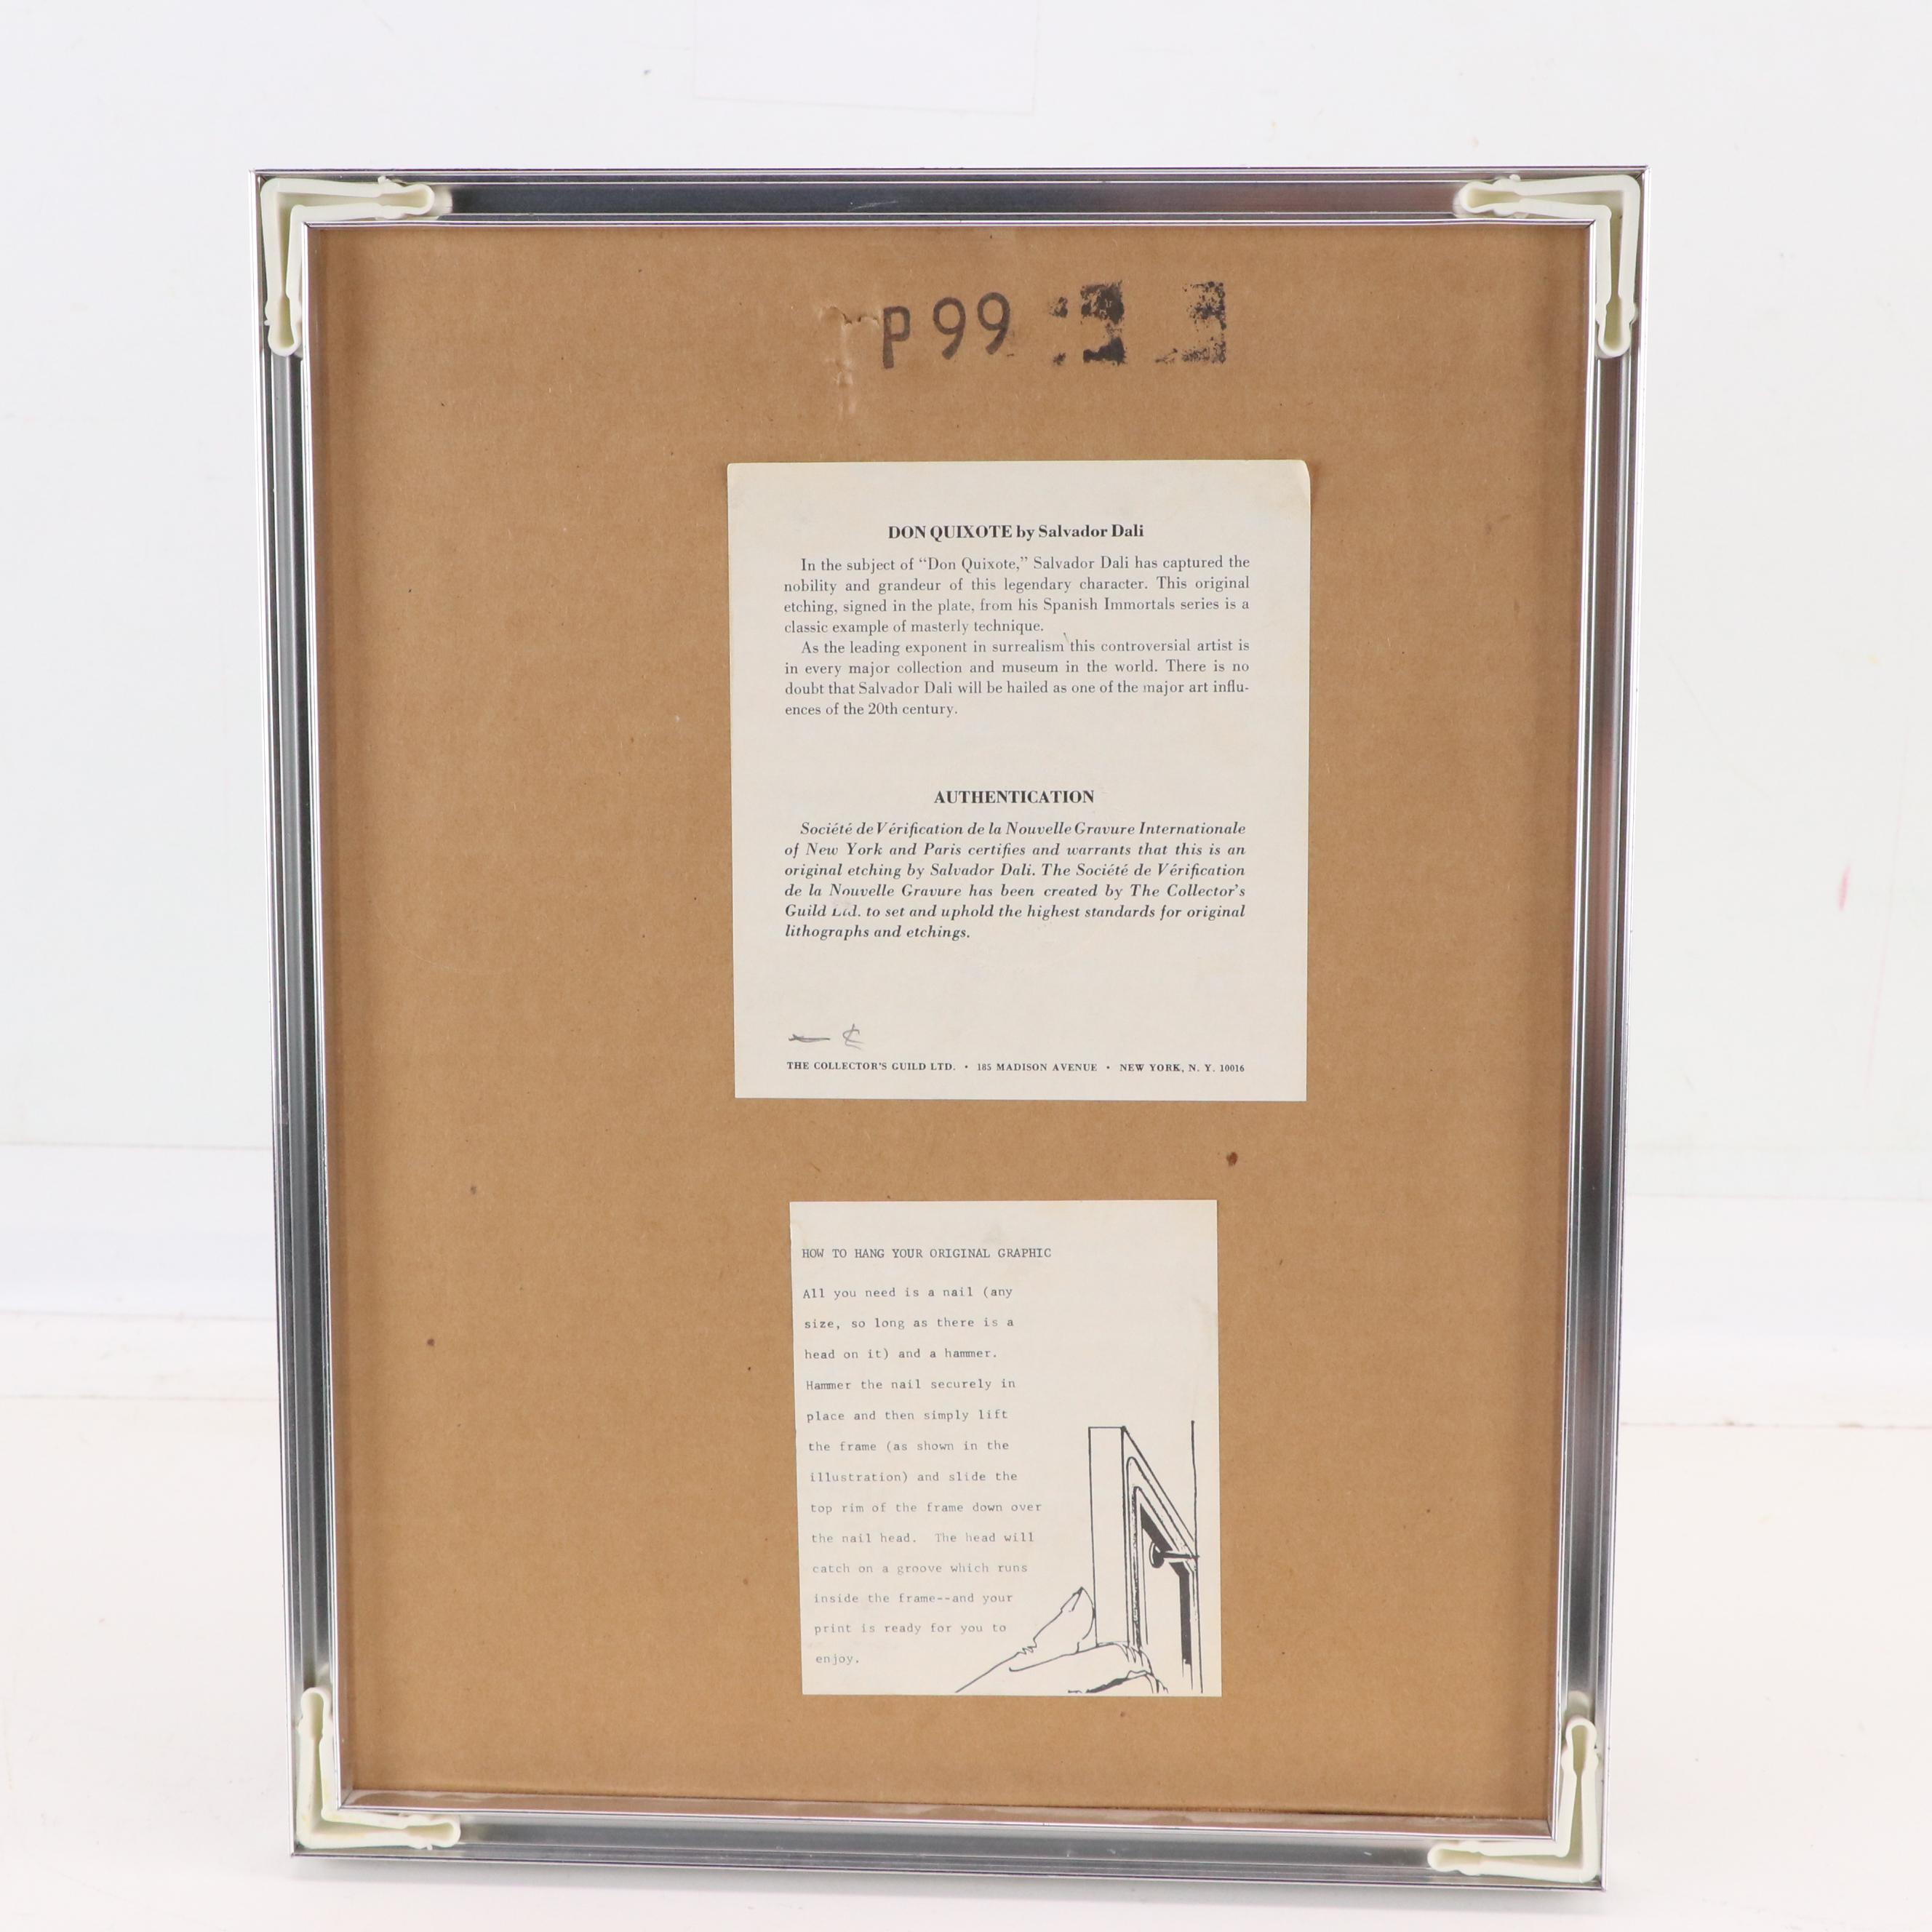 P99
DON QUIXOTE by Salvador Dali
In the subject of “Don Quixote,” Salvador Dali has captured the
nobility and grandeur of this legendary character. This original
etching, signed in the plate, from his Spanish Immortals series is a
classic example of masterly technique.
As the leading exponent in surrealism this controversial artist is
in every major collection and museum in the world. There is no
doubt that Salvador Dali will be hailed as one of the major art influ-
ences of the 20th century.
AUTHENTICATION
Société de Vérification de la Nouvelle Gravure Internationale
of New York and Paris certifies and warrants that this is an
original etching by Salvador Dali. The Société de Vérification
de la Nouvelle Gravure has been created by The Collector's
Guild Ltd. to set and uphold the highest standards for original
lithographs and etchings.
THE COLLECTOR'S GUILD LTD. • 185 MADISON AVENUE • NEW YORK, N. Y. 10016
HOW TO HANG YOUR ORIGINAL GRAPHIC
All you need is a nail (any
size, so long as there is a
head on it) and a hammer.
Hammer the nail securely in
place and then simply lift
the frame (as shown in the
illustration) and slide the
top rim of the frame down over
the nail head. The head will
catch on a groove which runs
inside the frame--and your
print is ready for you to
enjoy.